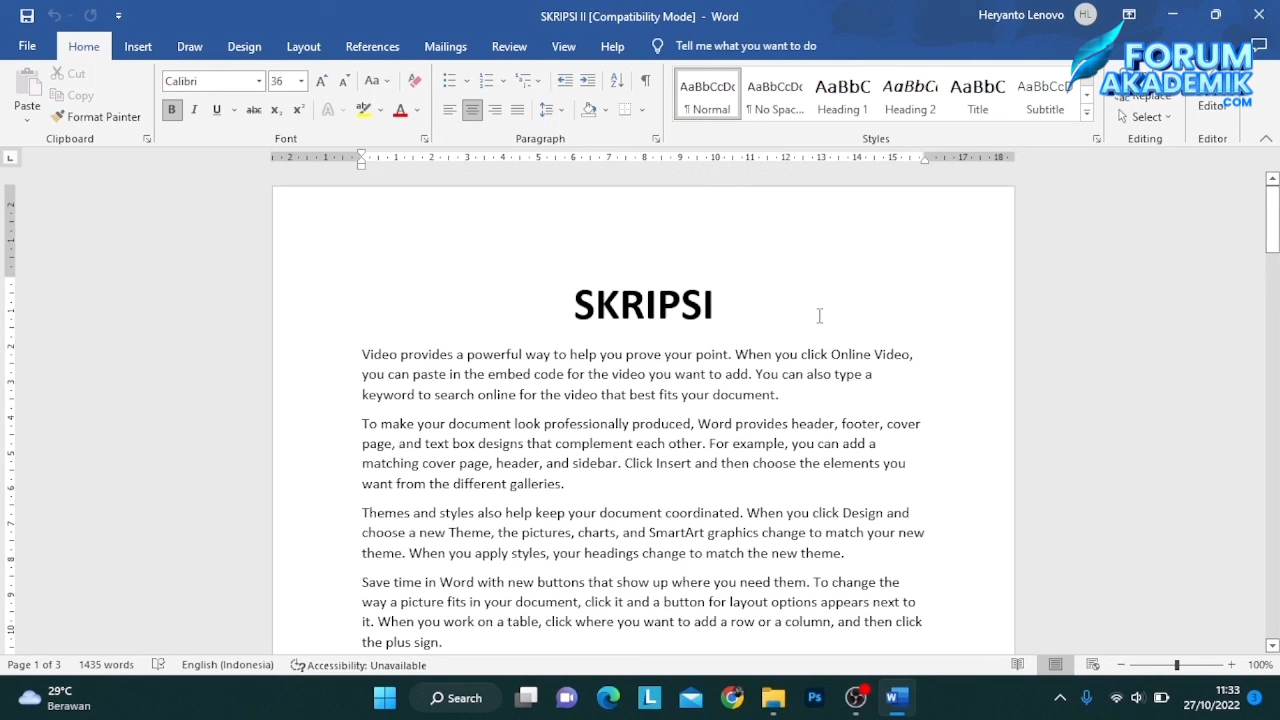 SKRIPSI II [Compatibility Mode] - Word
Heryanto Lenovo
HL
File
Home
Insert
Draw
Design
Layout
References
Mailings
Review
View
Help
Tell me what you want to do
FORUM
AKADEMIK
.COM
Paste
Cut
Copy
Format Painter
Clipboard
Calibri
36
Font
Paragraph
AaBbCcDc
¶ Normal
AaBbCcDc
¶ No Spac...
AaBbC
Heading 1
AaBbCc
Heading 2
AaBbC
Title
AaBbCcD
Subtitle
Styles
Replace
Select
Editing
Editor
Editor
SKRIPSI
Video provides a powerful way to help you prove your point. When you click Online Video,
you can paste in the embed code for the video you want to add. You can also type a
keyword to search online for the video that best fits your document.
To make your document look professionally produced, Word provides header, footer, cover
page, and text box designs that complement each other. For example, you can add a
matching cover page, header, and sidebar. Click Insert and then choose the elements you
want from the different galleries.
Themes and styles also help keep your document coordinated. When you click Design and
choose a new Theme, the pictures, charts, and SmartArt graphics change to match your new
theme. When you apply styles, your headings change to match the new theme.
Save time in Word with new buttons that show up where you need them. To change the
way a picture fits in your document, click it and a button for layout options appears next to
it. When you work on a table, click where you want to add a row or a column, and then click
the plus sign.
Page 1 of 3
1435 words
English (Indonesia)
Accessibility: Unavailable
100%
29°C
Berawan
Search
11:33
27/10/2022
3